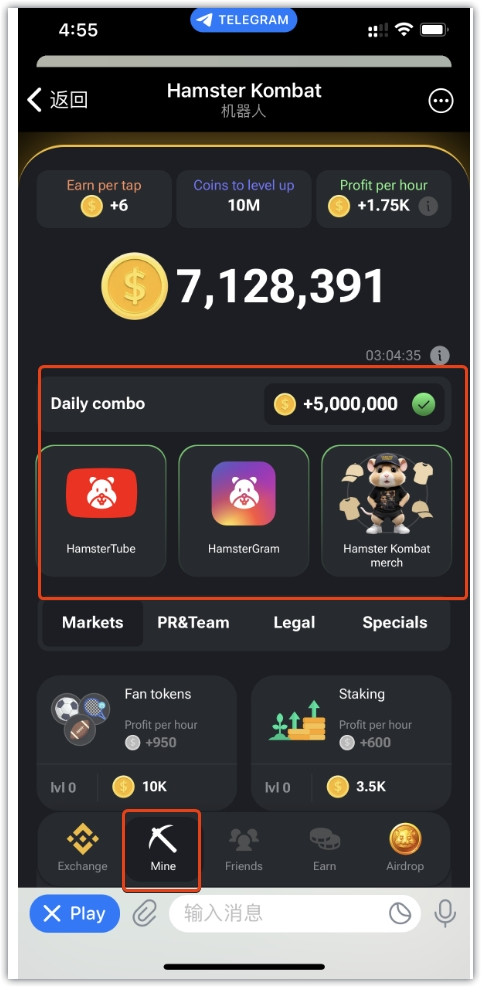 4:55
TELEGRAM
返回
Hamster Kombat
机器人
Earn per tap
+6
Coins to level up
10M
Profit per hour
+1.75K
7,128,391
03:04:35
Daily combo
+5,000,000
HamsterTube
HamsterGram
Hamster Kombat
merch
Markets
PR&Team
Legal
Specials
Fan tokens
Profit per hour
+950
lvl 0
10K
Staking
Profit per hour
+600
lvl 0
3.5K
Exchange
Mine
Friends
Earn
Airdrop
Play
输入消息